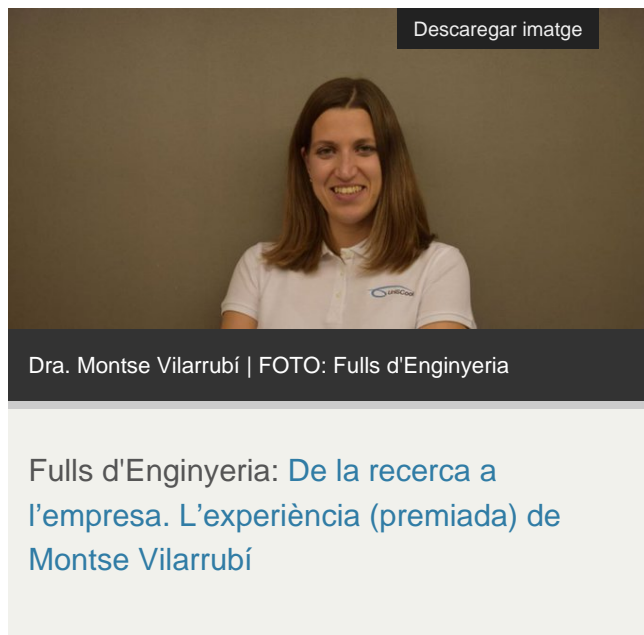 Descaregar imatge
UniSCool
Dra. Montse Vilarrubí | FOTO: Fulls d'Enginyeria
Fulls d'Enginyeria: De la recerca a
l’empresa. L’experiència (premiada) de
Montse Vilarrubí